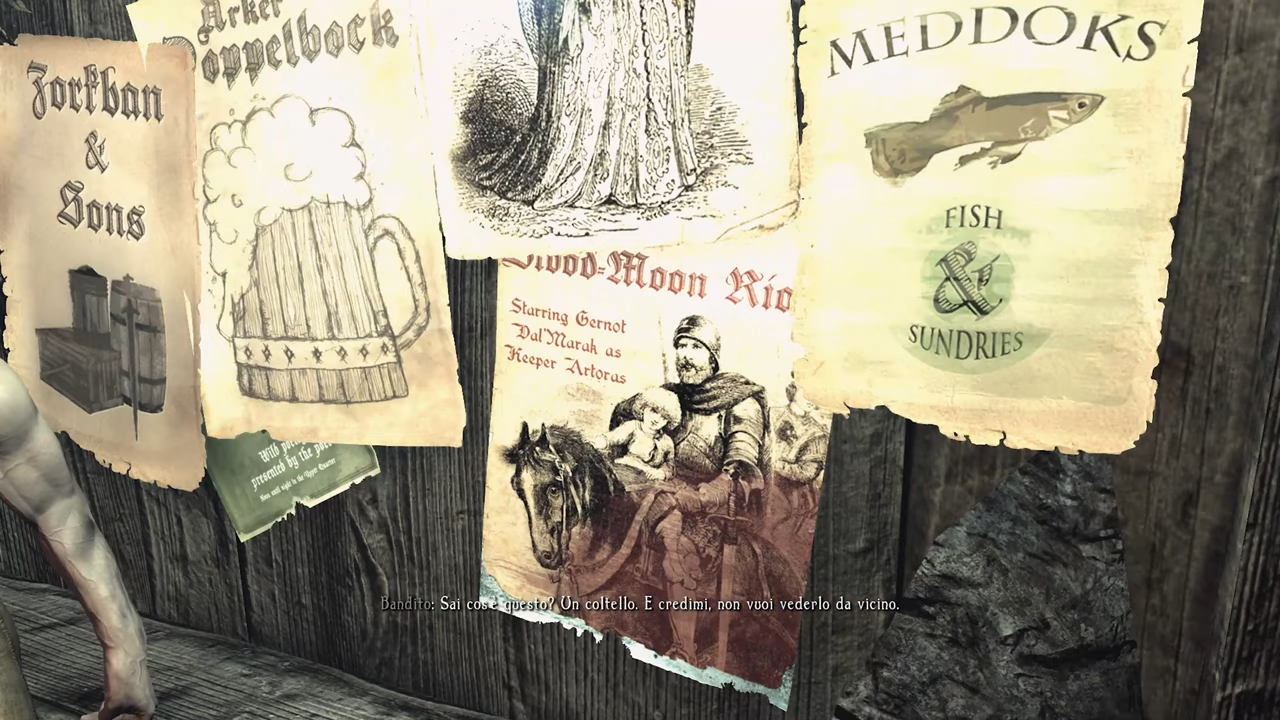 Zorkban
&
Sons
Arker
Doppelbock
Wild
presented by the
Blood-Moon
Starring Gernot
Dal'Marak as
Keeper Artoras
MEDDOKS
FISH
&
SUNDRIES
Bandito: Sai cos'è questo? Un coltello. E credimi, non vuoi vederlo da vicino.